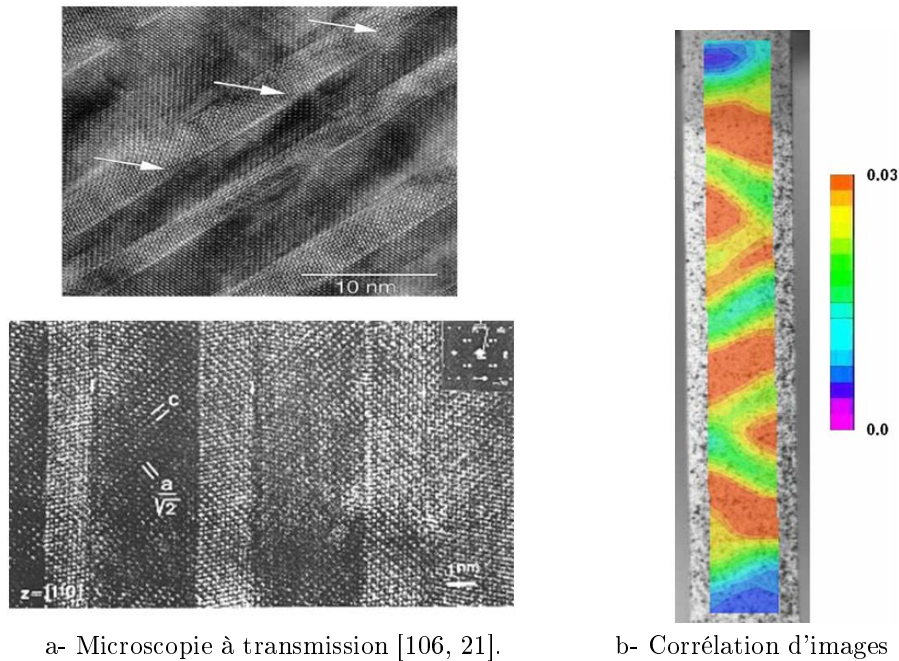 10 nm
c
a
√2
1nm
z=[110]
0.03
0.0
a- Microscopie à transmission [106, 21].
b- Corrélation d'images